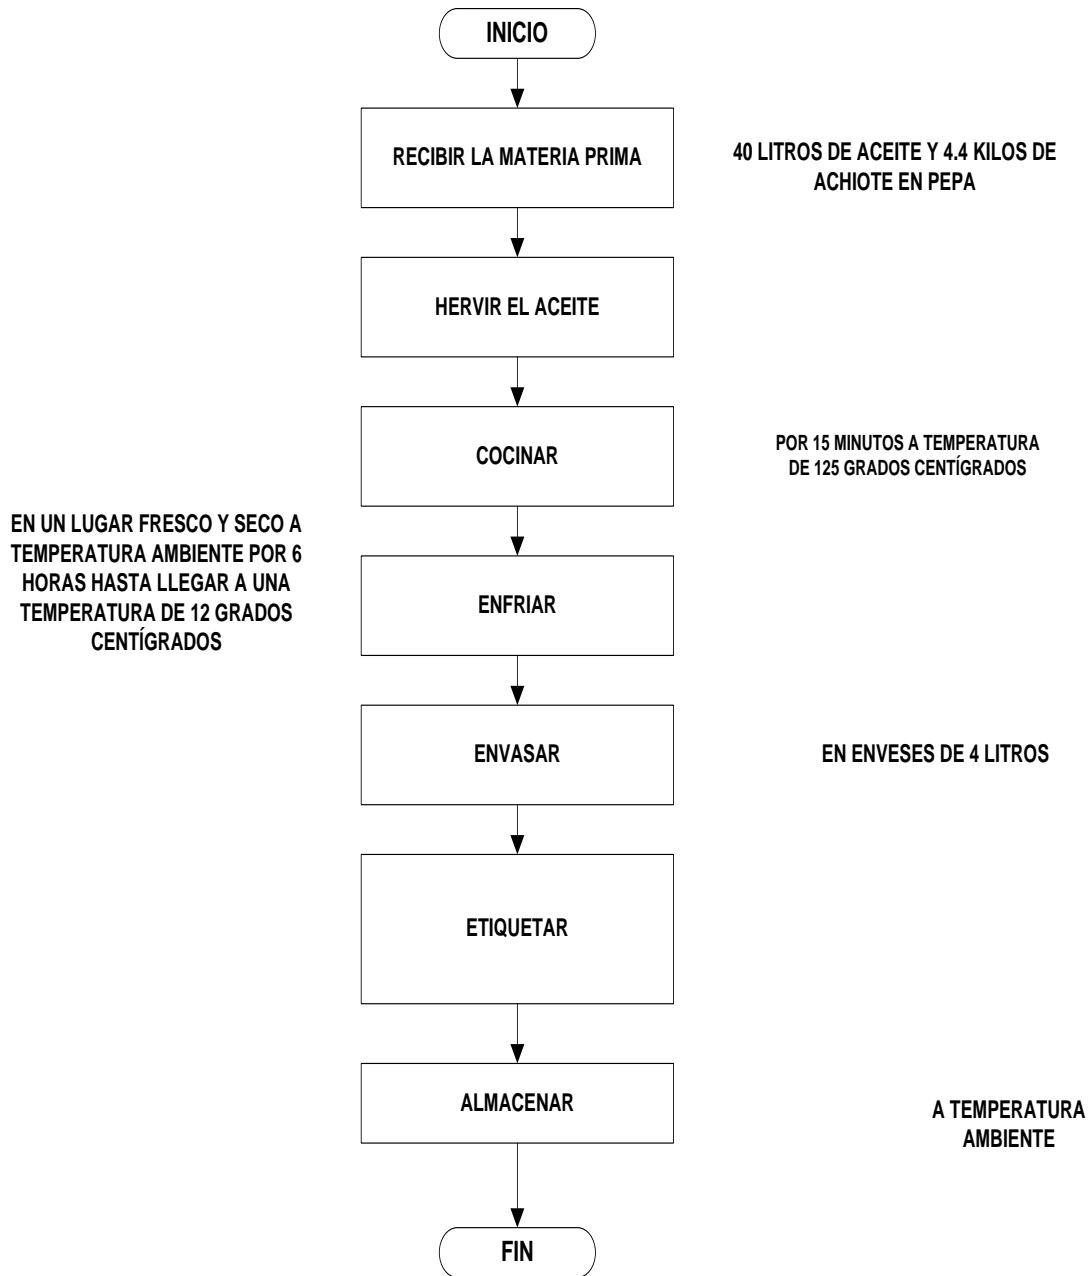 INICIO
RECIBIR LA MATERIA PRIMA
40 LITROS DE ACEITE Y 4.4 KILOS DE
ACHIOTE EN PEPA
HERVIR EL ACEITE
COCINAR
POR 15 MINUTOS A TEMPERATURA
DE 125 GRADOS CENTÍGRADOS
EN UN LUGAR FRESCO Y SECO A
TEMPERATURA AMBIENTE POR 6
HORAS HASTA LLEGAR A UNA
TEMPERATURA DE 12 GRADOS
CENTÍGRADOS
ENFRIAR
ENVASAR
EN ENVESES DE 4 LITROS
ETIQUETAR
ALMACENAR
A TEMPERATURA
AMBIENTE
FIN